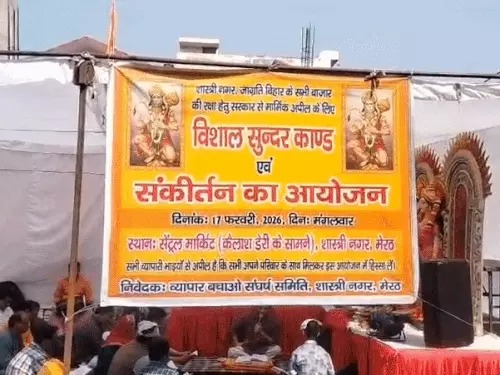 शास्त्री नगर, जागृति विहार के सभी बाजार
की रक्षा हेतु सरकार से मार्मिक अपील के लिए
विशाल सुन्दर काण्ड
एवं
संकीर्तन का आयोजन
दिनांक: 17 फरवरी, 2026, दिन: मंगलवार
स्थान: सेंट्रल मार्किट (कैलाश डेरी के सामने), शास्त्री नगर, मेरठ
सभी व्यापारी भाइयों से अपील है कि सभी अपने परिवार के साथ मिलकर इस आयोजन में हिस्सा लें।
निवेदक: व्यापार बचाओ संघर्ष समिति, शास्त्री नगर, मेरठ